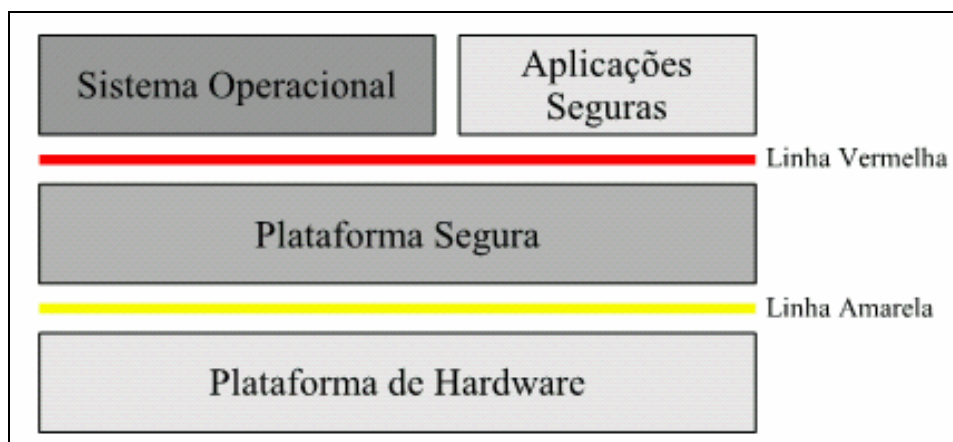 Sistema Operacional
Aplicações
Seguras
Linha Vermelha
Plataforma Segura
Linha Amarela
Plataforma de Hardware